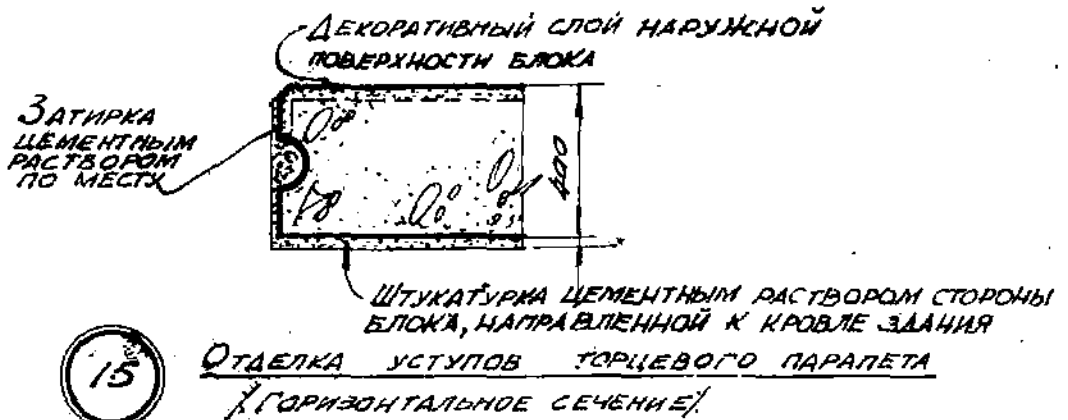 Декоративный слой наружной
поверхности блока
Затирка
цементным
раствором
по месту
400
Штукатурка цементным раствором стороны
блока, направленной к кровле здания
15
Отделка уступов торцевого парапета
/Горизонтальное сечение/